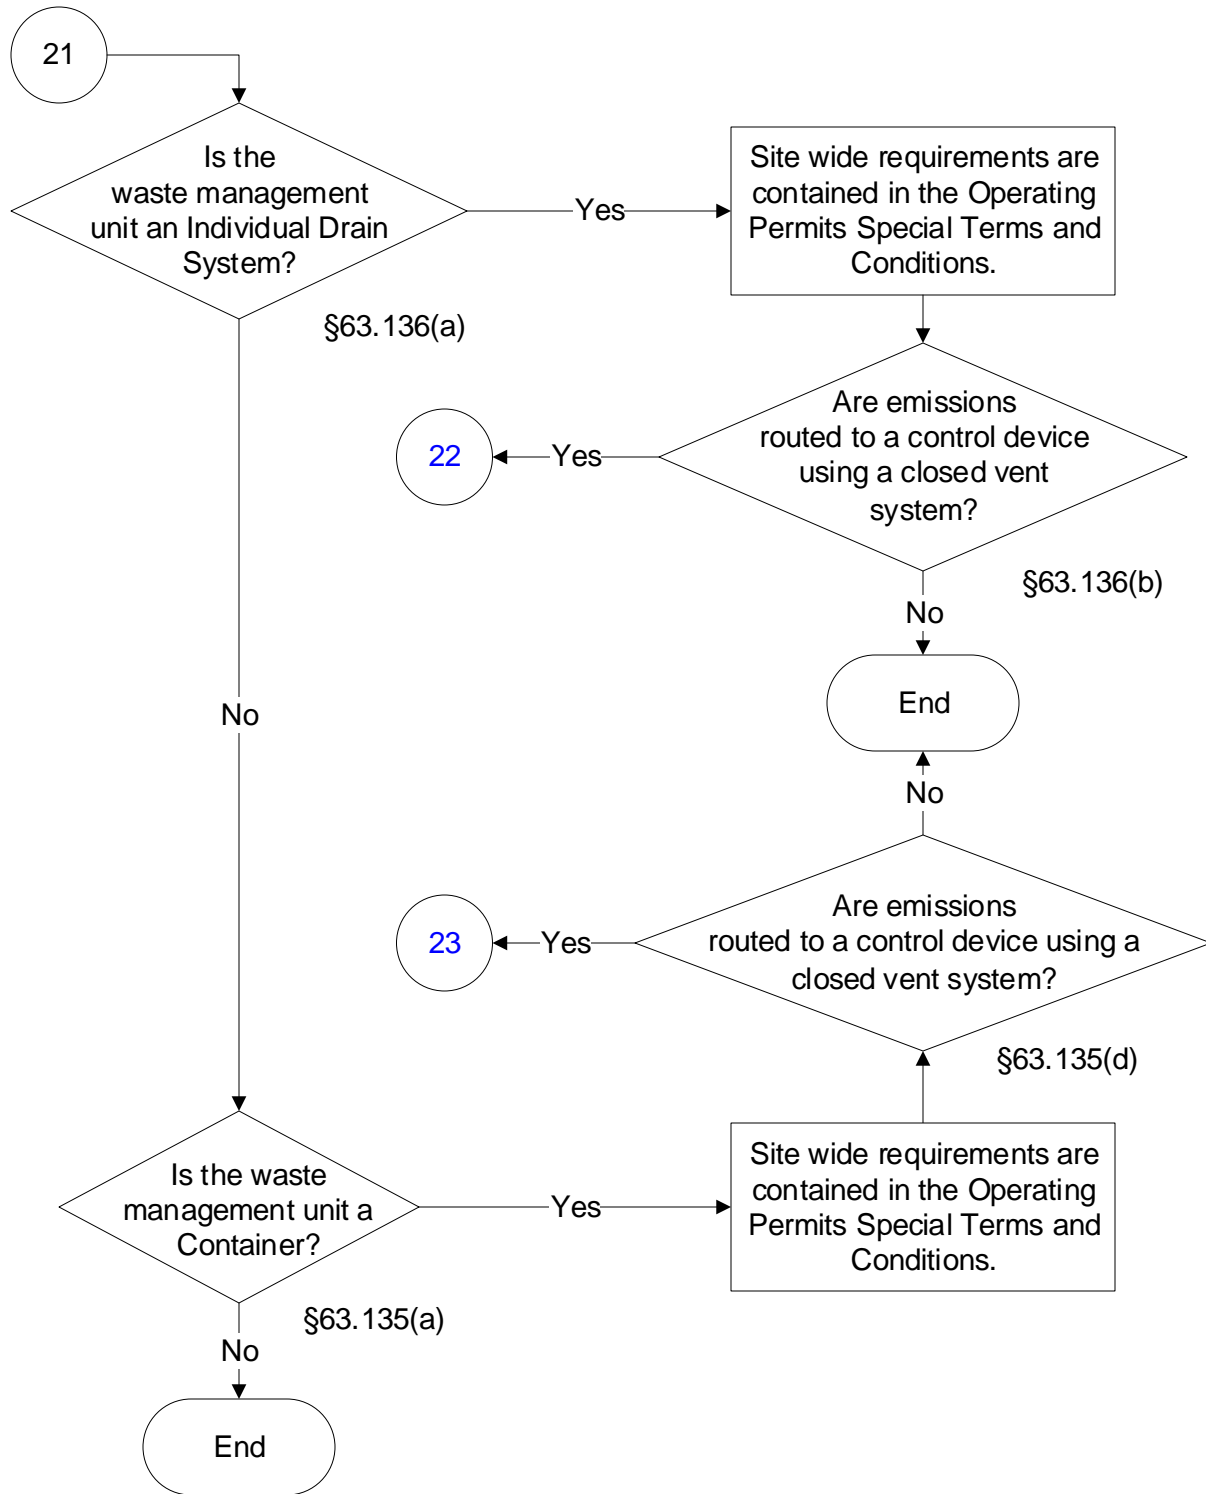 21
Is the
waste management
unit an Individual Drain
System?
Yes
Site wide requirements are
contained in the Operating
Permits Special Terms and
Conditions.
§63.136(a)
Are emissions
routed to a control device
using a closed vent
system?
Yes
22
§63.136(b)
No
End
No
No
Are emissions
routed to a control device using a
closed vent system?
Yes
23
§63.135(d)
Is the waste
management unit a
Container?
Yes
Site wide requirements are
contained in the Operating
Permits Special Terms and
Conditions.
§63.135(a)
No
End